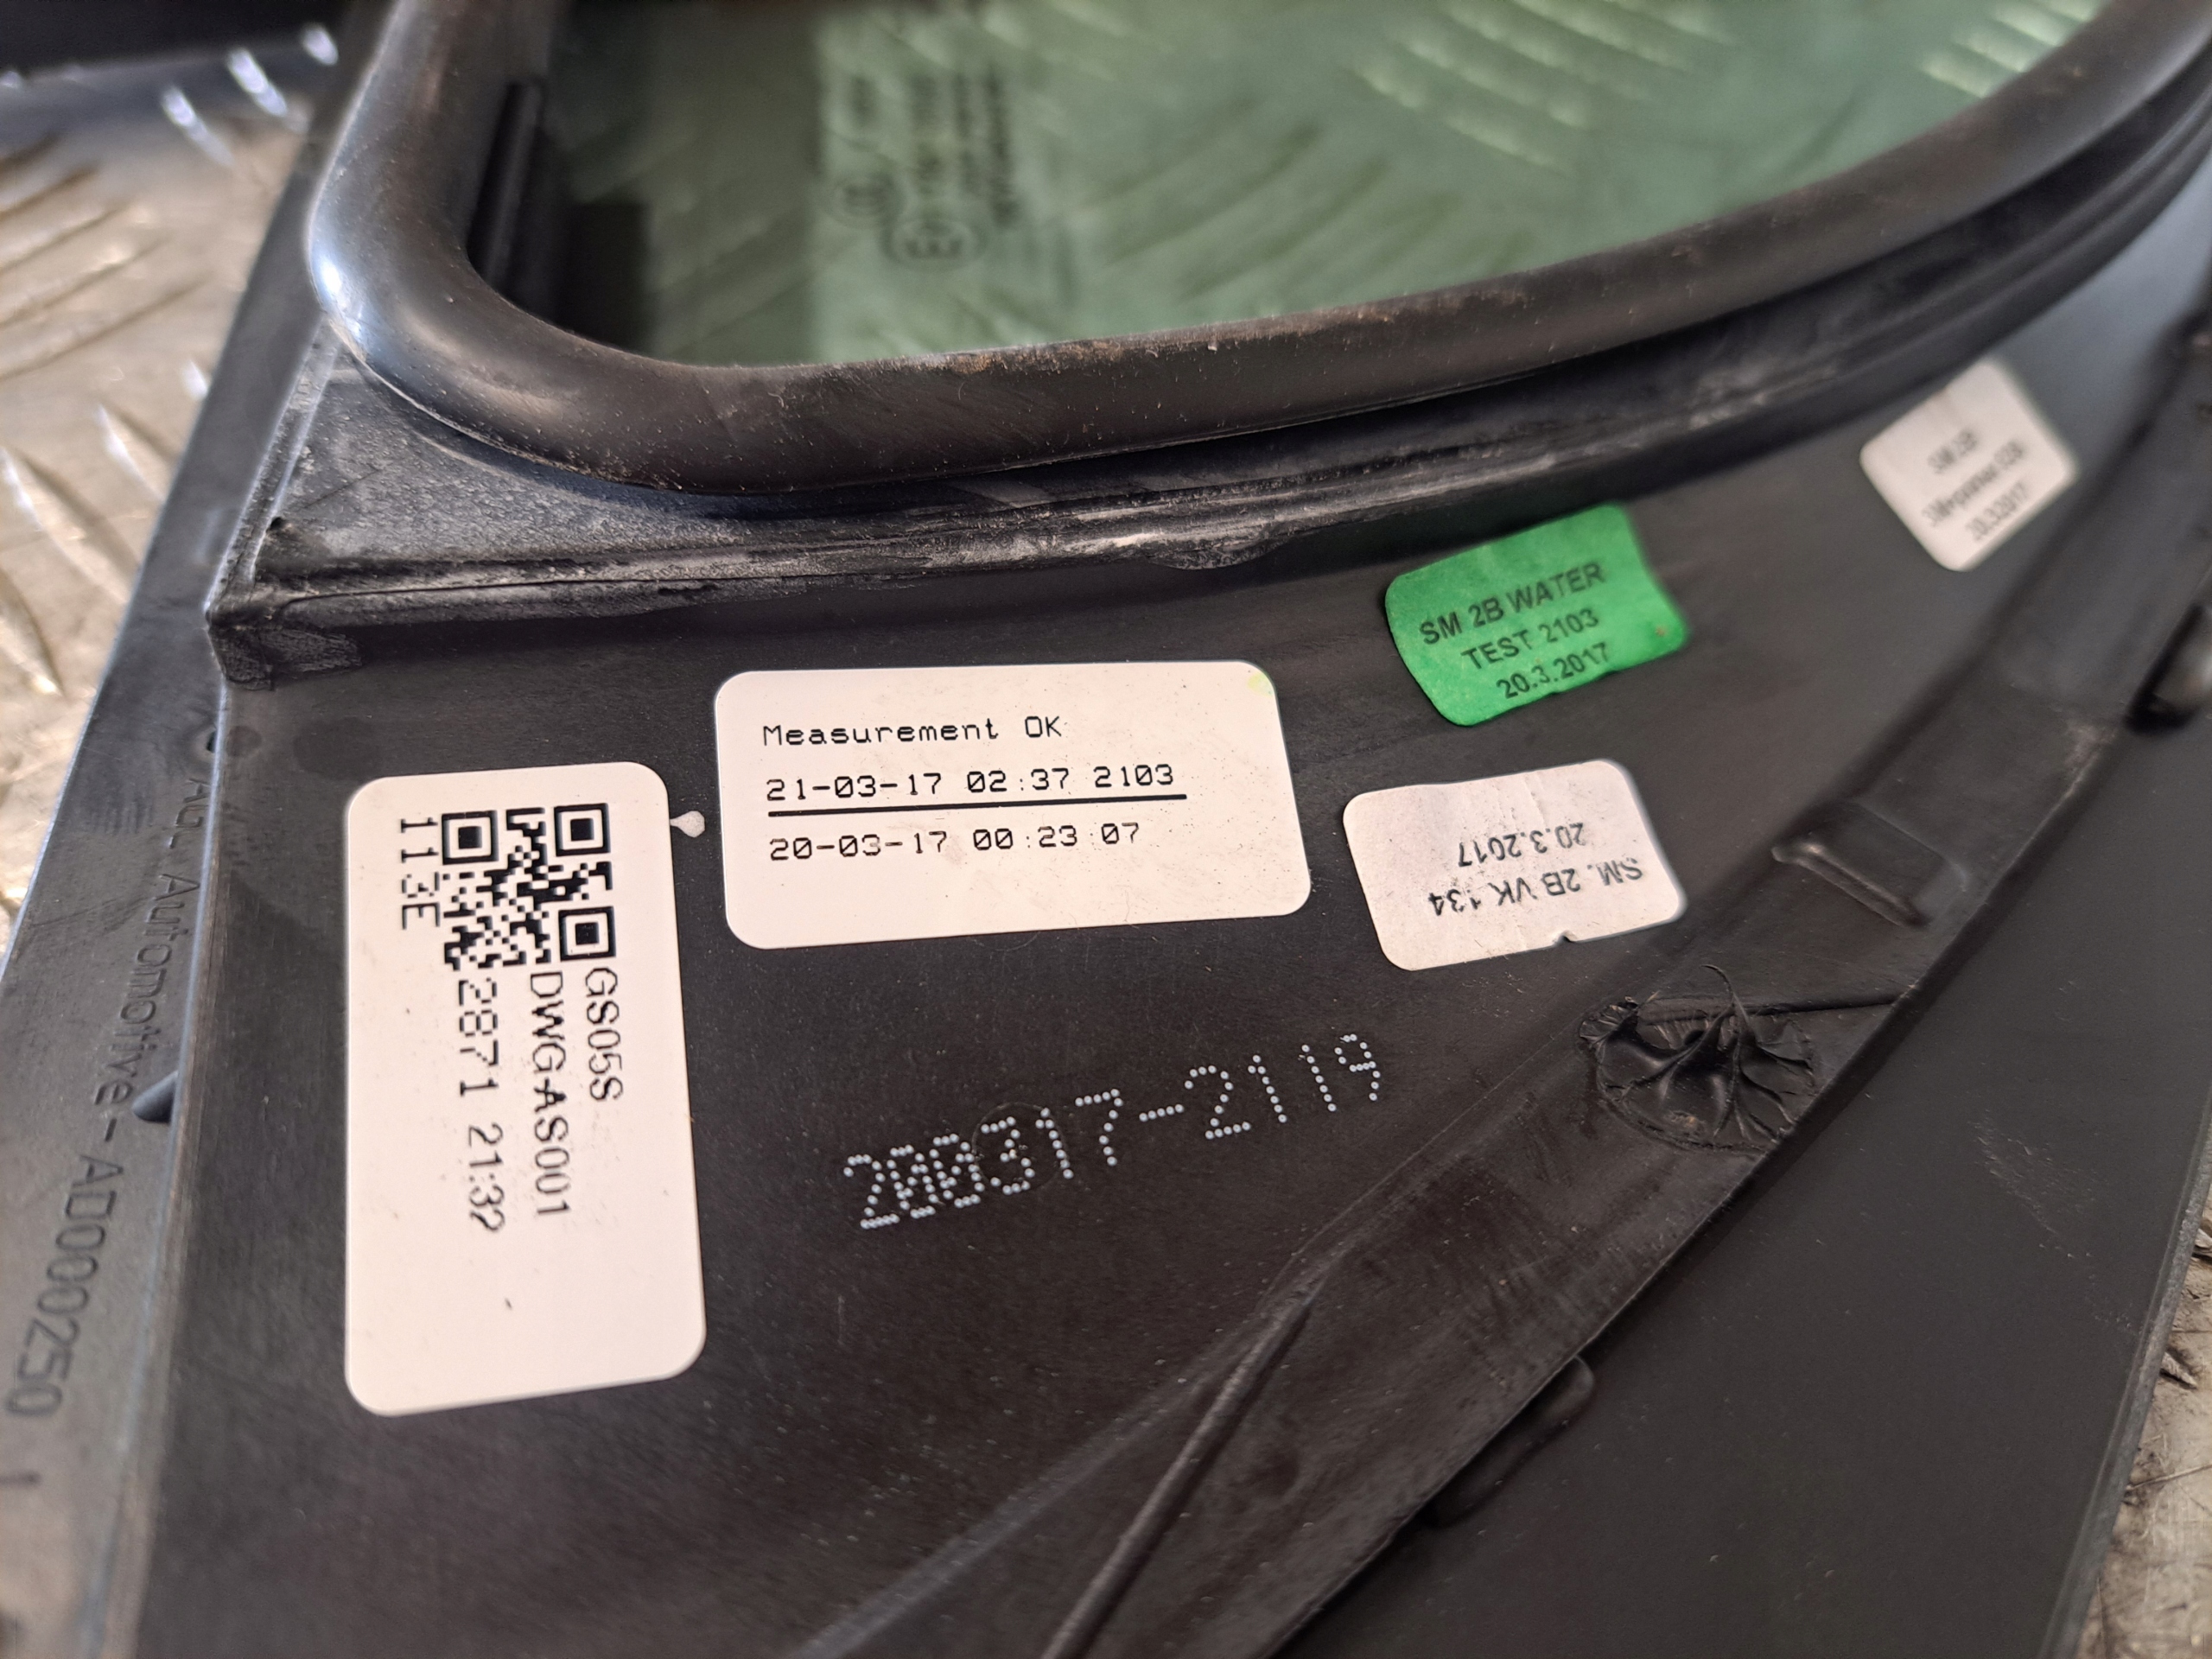 SM 2B WATER
TEST 2103
20.3.2017
Measurement OK
21-03-17 02:37 2103
20-03-17 00:23:07
SM. 2B VK 134
20.3.2017
GS05S
DWG+AS001
28871 21:32
113E
200317-2119
Automotive - AD000250 1